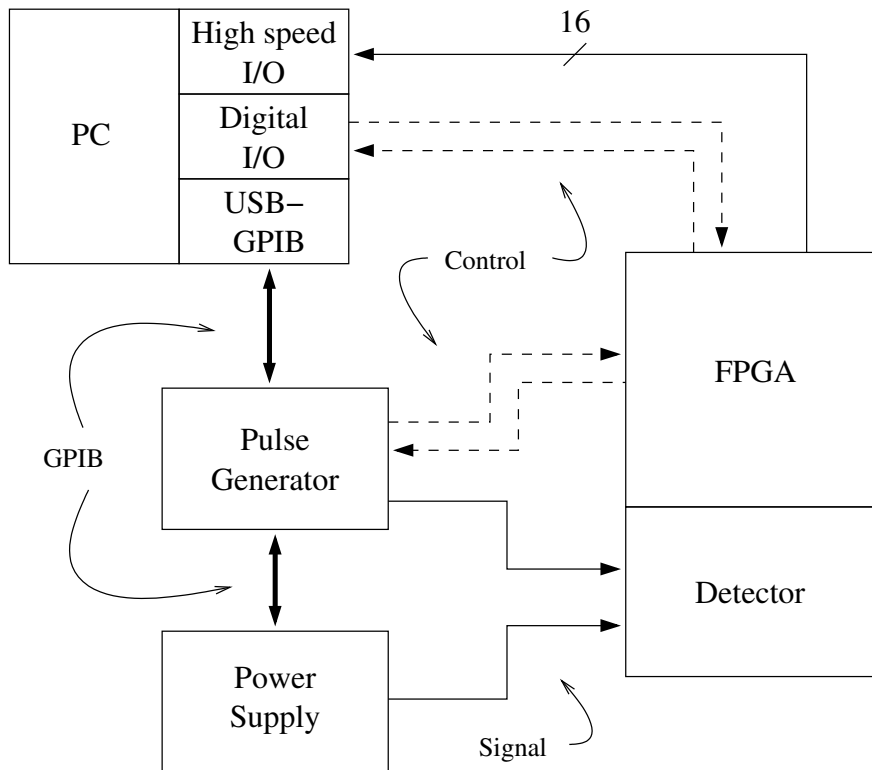 16
High speed
I/O
PC
Digital
I/O
USB–
GPIB
Control
FPGA
Pulse
Generator
GPIB
Detector
Power
Supply
Signal